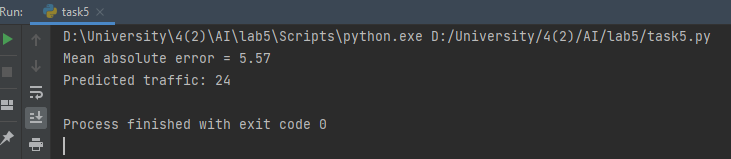 Run: task5
D:\University\4(2)\AI\lab5\Scripts\python.exe D:/University/4(2)/AI/lab5/task5.py
Mean absolute error = 5.57
Predicted traffic: 24
Process finished with exit code 0